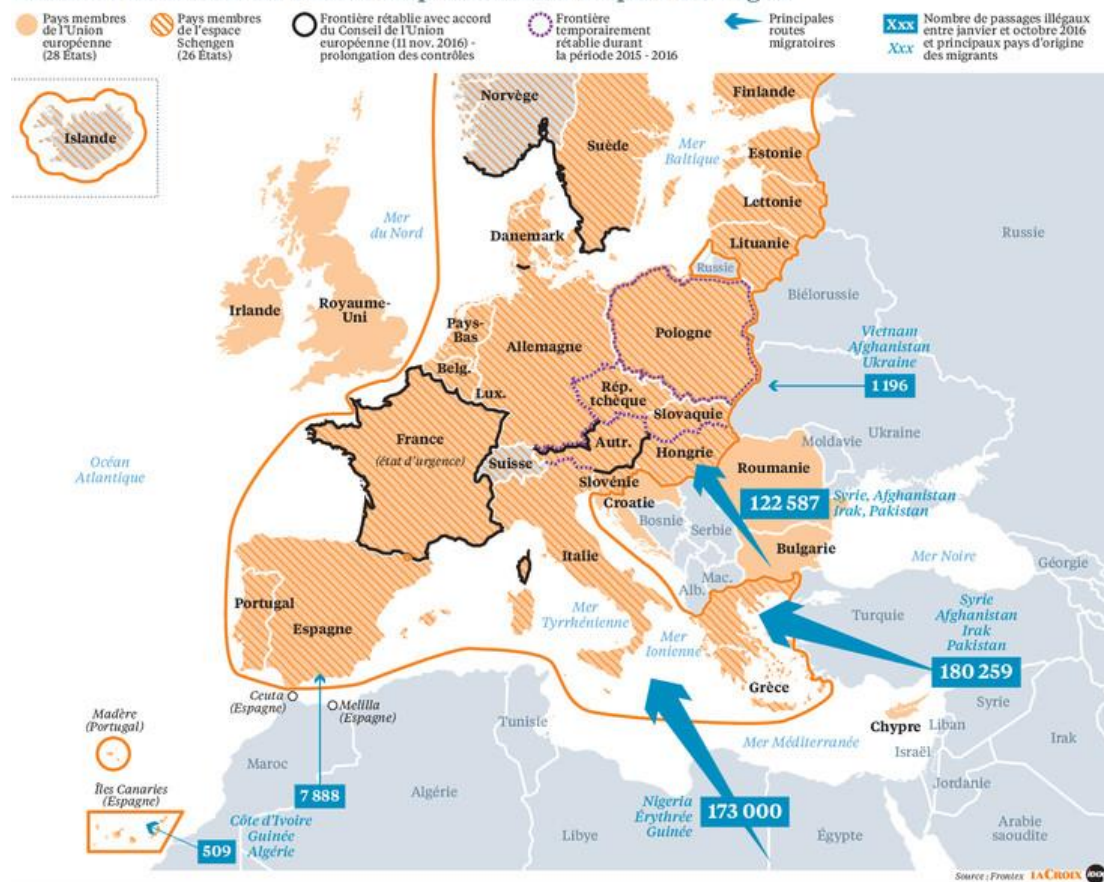 Pays membres
de l'Union
européenne
(28 États)
Pays membres
de l'espace
Schengen
(26 États)
Frontière rétablie avec accord
du Conseil de l'Union
européenne (11 nov. 2016) -
prolongation des contrôles
Frontière
temporairement
rétablie durant
la période 2015 - 2016
Principales
routes
migratoires
Xxx
Xxx
Nombre de passages illégaux
entre janvier et octobre 2016
et principaux pays d'origine
des migrants
Islande
Norvège
Finlande
Suède
Mer
Baltique
Estonie
Lettonie
Lituanie
Russie
Russie
Mer
du Nord
Danemark
Biélorussie
Irlande
Royaume-
Uni
Pays-
Bas
Allemagne
Pologne
Vietnam
Afghanistan
Ukraine
1 196
Belg.
Lux.
Rép.
tchèque
Slovaquie
Ukraine
Moldavie
France
(état d'urgence)
Suisse
Autr.
Hongrie
Roumanie
Océan
Atlantique
Slovénie
Croatie
122 587
Syrie, Afghanistan
Irak, Pakistan
Bosnie
Serbie
Italie
Bulgarie
Mer Noire
Géorgie
Alb.
Mac.
Portugal
Espagne
Mer
Tyrrhénienne
Mer
Ionienne
Turquie
Syrie
Afghanistan
Irak
Pakistan
180 259
Grèce
Ceuta
(Espagne)
Melilla
(Espagne)
Tunisie
Chypre
Syrie
Liban
Israël
Irak
Madère
(Portugal)
Maroc
Mer Méditerranée
Jordanie
Îles Canaries
(Espagne)
7 888
Algérie
Côte d'Ivoire
Guinée
Algérie
509
Nigeria
Érythrée
Guinée
173 000
Libye
Égypte
Arabie
saoudite
Source : Frontex LA CROIX